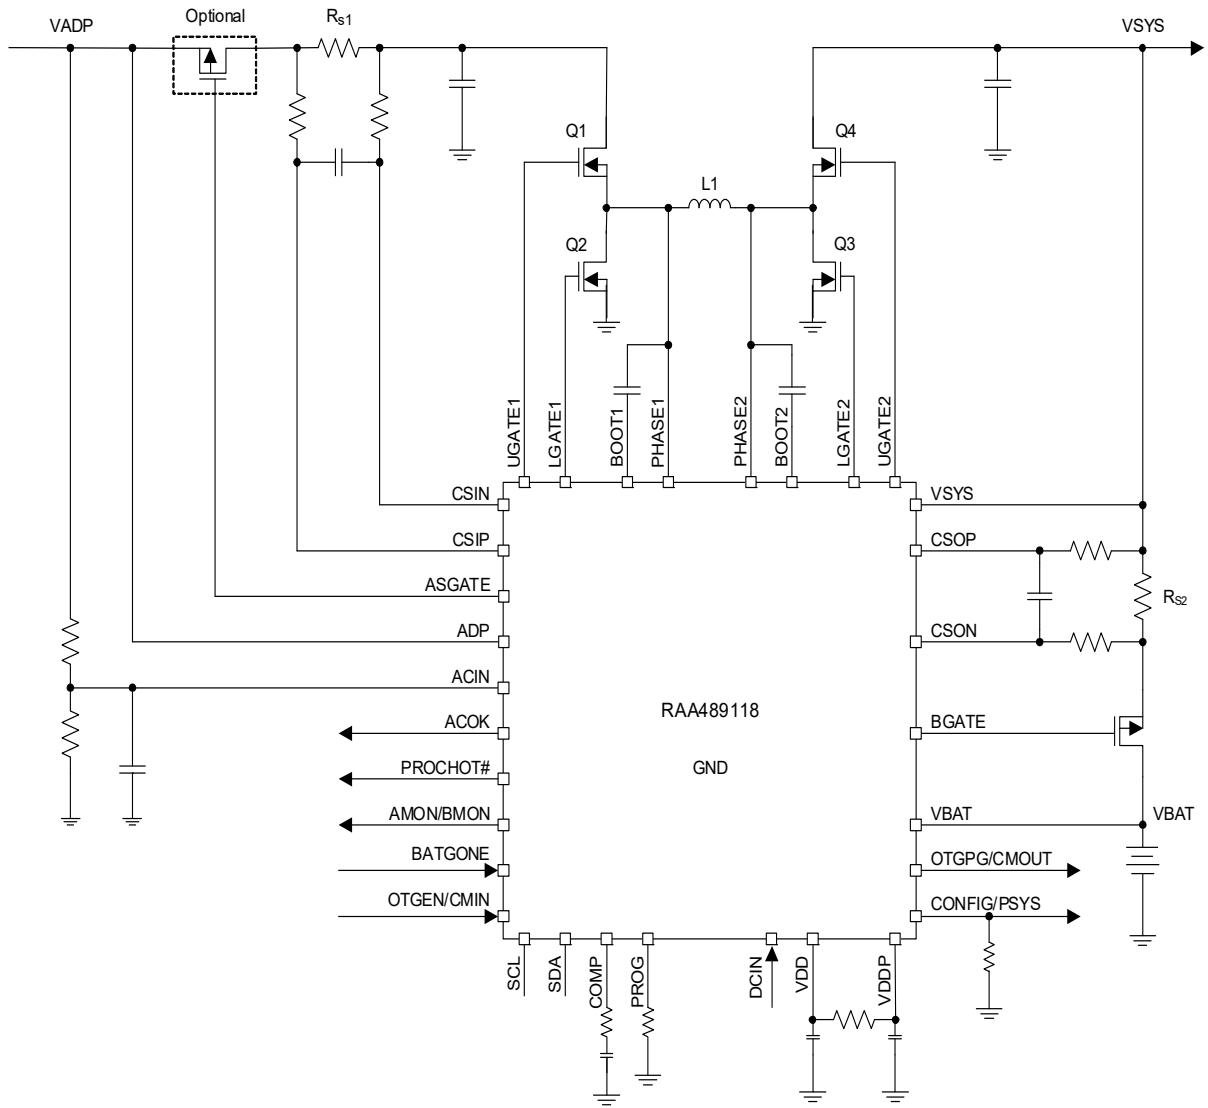 VADP
Optional
Rs1
VSYS
Q1
Q4
L1
Q2
Q3
UGATE1
LGATE1
BOOT1
PHASE1
PHASE2
BOOT2
LGATE2
UGATE2
CSIN
VSYS
CSIP
CSOP
ASGATE
RS2
ADP
CSON
ACIN
RAA489118
ACOK
BGATE
PROCHOT#
GND
AMON/BMON
VBAT
VBAT
BATGONE
OTGPG/CMOUT
OTGEN/CMIN
CONFIG/PSYS
SCL
SDA
COMP
PROG
DCIN
VDD
VDDP